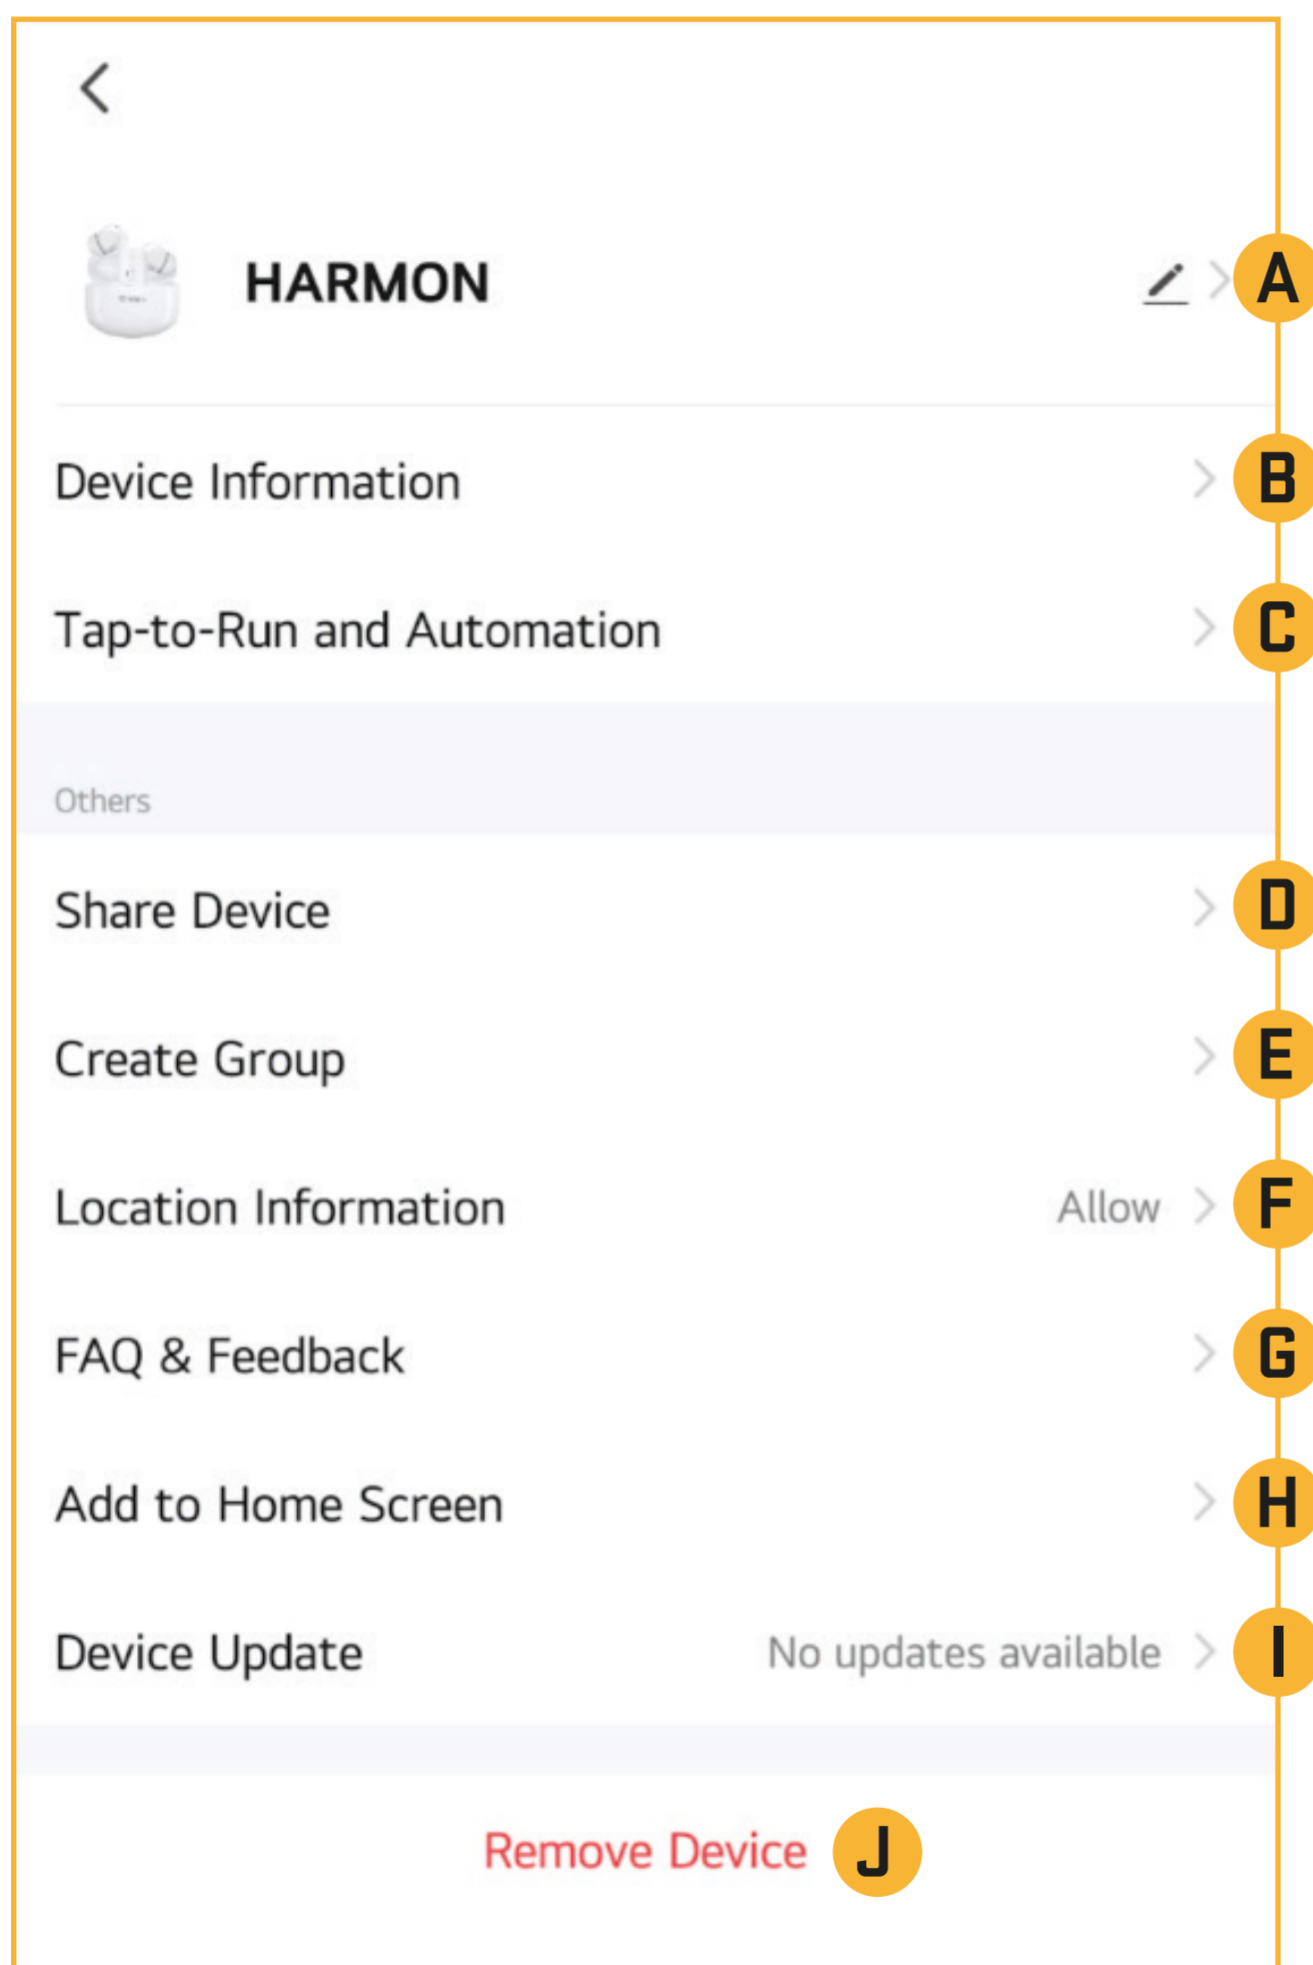 HARMON A
Device Information B
Tap-to-Run and Automation C
Others
Share Device D
Create Group E
Location Information Allow F
FAQ & Feedback G
Add to Home Screen H
Device Update No updates available I
Remove Device J